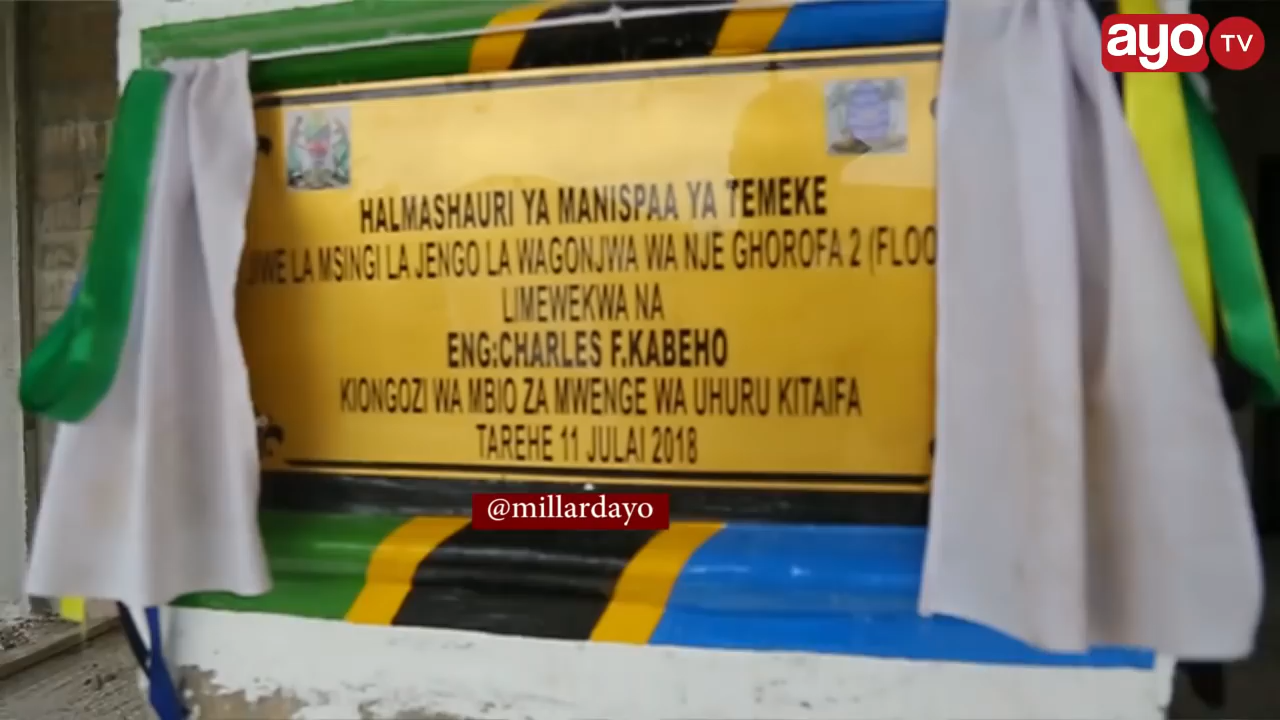 ayo TV
HALMASHAURI YA MANISPAA YA TEMEKE
LA MSINGI LA JENGO LA WAGONJWA WA NJE GHOROFA 2 (FLOO
LIMEWEKWA NA
ENG:CHARLES F.KABEHO
KIONGOZI WA MBIO ZA MWENGE WA UHURU KITAIFA
TAREHE 11 JULAI 2018
@millardayo